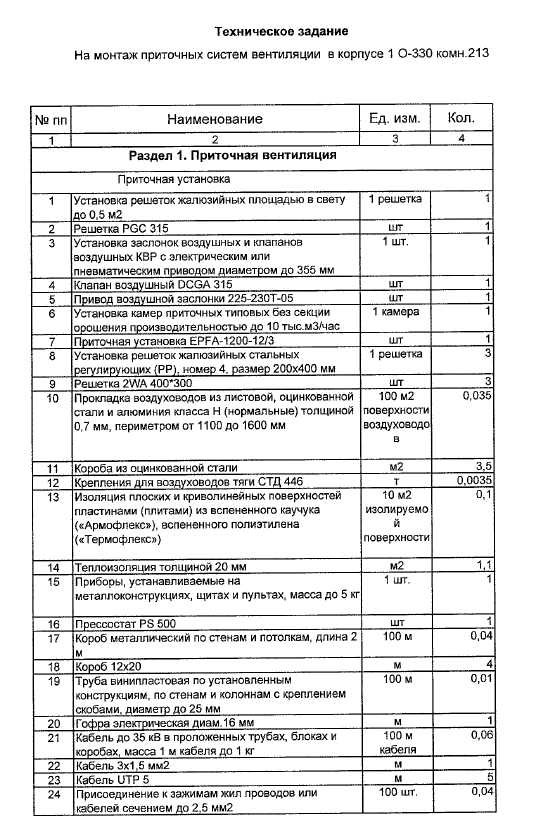 Техническое задание
На монтаж приточных систем вентиляции в корпусе 1 О-330 комн.213
№ пп Наименование Ед. изм. Кол.
1 2 3 4
Раздел 1. Приточная вентиляция
Приточная установка
1 Установка решеток жалюзийных площадью в свету 1 решетка 1
до 0,5 м2
2 Решетка PGC 315 шт 1
3 Установка заслонок воздушных и клапанов 1 шт. 1
воздушных КВР с электрическим или
пневматическим приводом диаметром до 355 мм
4 Клапан воздушный DCGA 315 шт 1
5 Привод воздушной заслонки 225-230T-05 шт 1
6 Установка камер приточных типовых без секции 1 камера 1
орошения производительностью до 10 тыс.м3/час
7 Приточная установка EPFA-1200-12/3 шт 1
8 Установка решеток жалюзийных стальных 1 решетка 3
регулирующих (РР), номер 4, размер 200х400 мм
9 Решетка 2WA 400*300 шт 3
10 Прокладка воздуховодов из листовой, оцинкованной 100 м2 0,035
стали и алюминия класса Н (нормальные) толщиной поверхности
0,7 мм, периметром от 1100 до 1600 мм воздуховодо
в
11 Короба из оцинкованной стали м2 3,5
12 Крепления для воздуховодов тяги СТД 446 т 0,0035
13 Изоляция плоских и криволинейных поверхностей 10 м2 0,1
пластинами (плитами) из вспененного каучука изолируемо
(«Армофлекс»), вспененного полиэтилена й
(«Термофлекс») поверхности
14 Теплоизоляция толщиной 20 мм м2 1,1
15 Приборы, устанавливаемые на 1 шт. 1
металлоконструкциях, щитах и пультах, масса до 5 кг
16 Прессостат PS 500 шт 1
17 Короб металлический по стенам и потолкам, длина 2 100 м 0,04
м
18 Короб 12х20 м 4
19 Труба винипластовая по установленным 100 м 0,01
конструкциям, по стенам и колоннам с креплением
скобами, диаметр до 25 мм
20 Гофра электрическая диам.16 мм м 1
21 Кабель до 35 кВ в проложенных трубах, блоках и 100 м 0,06
коробах, масса 1 м кабеля до 1 кг кабеля
22 Кабель 3х1,5 мм2 м 1
23 Кабель UTP 5 м 5
24 Присоединение к зажимам жил проводов или 100 шт. 0,04
кабелей сечением до 2,5 мм2